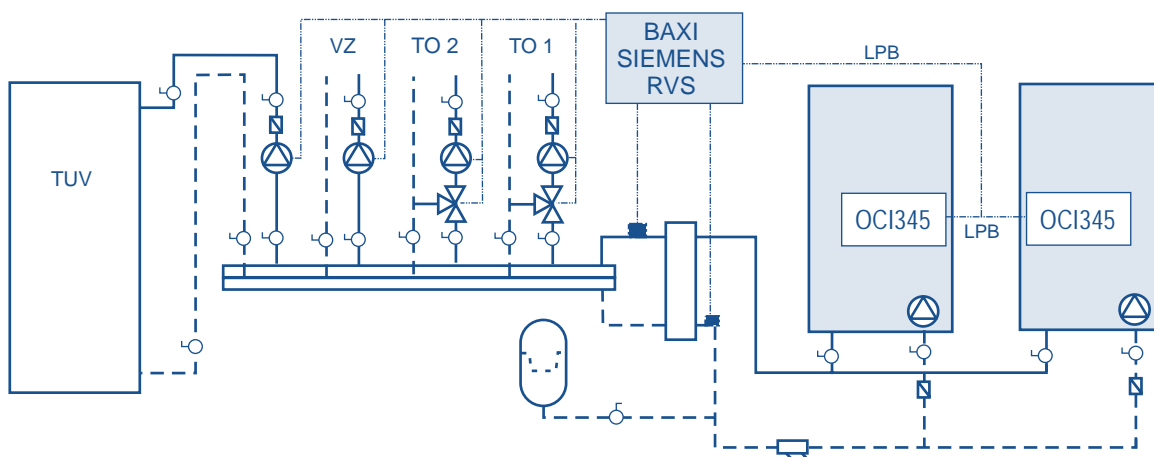 VZ
TO 2
TO 1
BAXI
SIEMENS
RVS
LPB
TUV
OCI345
LPB
OCI345